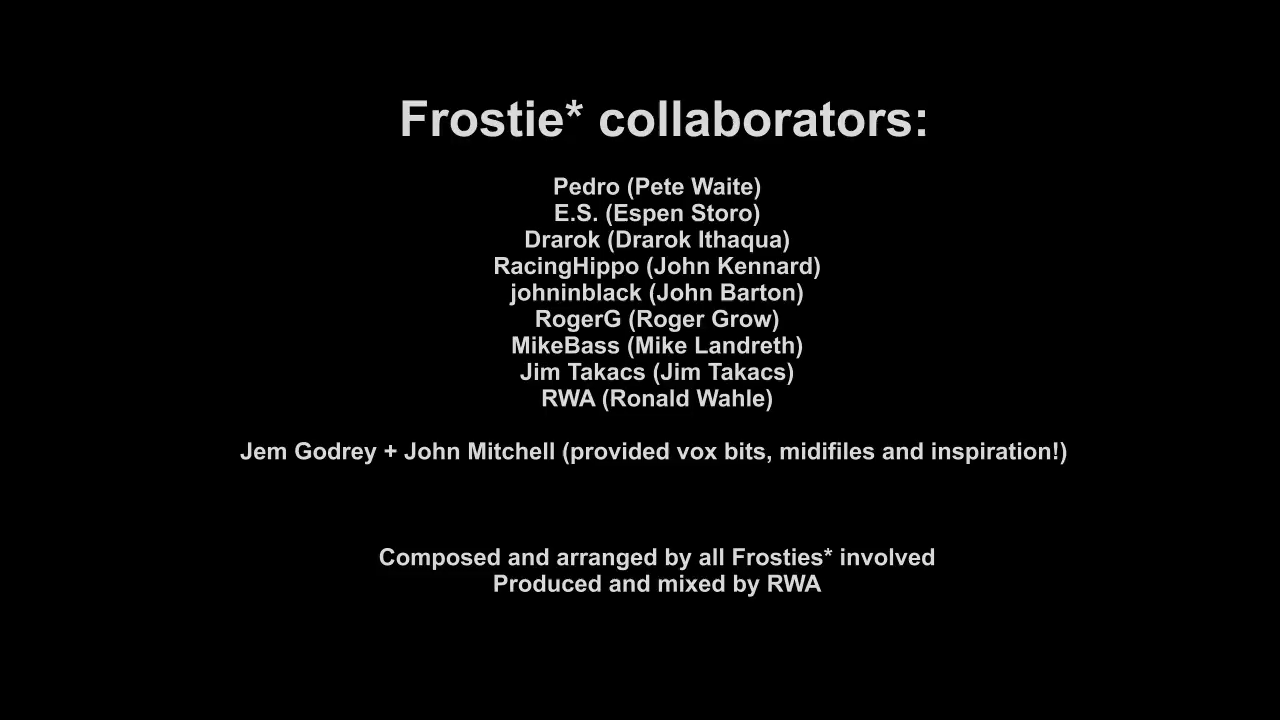 Frostie* collaborators:
Pedro (Pete Waite)
E.S. (Espen Storo)
Drarok (Drarok Ithaqua)
RacingHippo (John Kennard)
johninblack (John Barton)
RogerG (Roger Grow)
MikeBass (Mike Landreth)
Jim Takacs (Jim Takacs)
RWA (Ronald Wahle)
Jem Godrey + John Mitchell (provided vox bits, midifiles and inspiration!)
Composed and arranged by all Frosties* involved
Produced and mixed by RWA